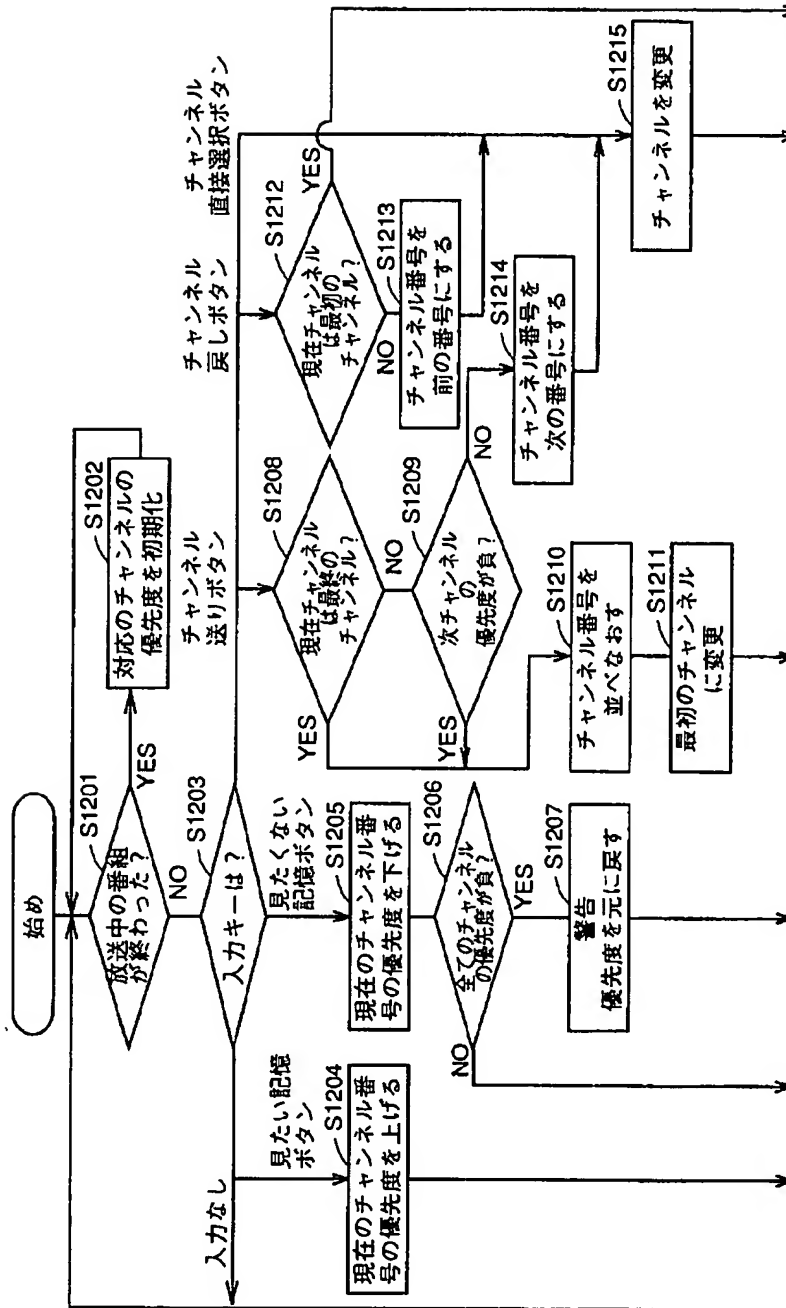 始め
S1201
放送中の番組
が終わった?
YES
NO
S1202
対応のチャンネルの
優先度を初期化
S1203
入力キーは?
入力なし
見たい記憶
ボタン
S1204
現在のチャンネル番
号の優先度を上げる
見たくない
記憶ボタン
S1205
現在のチャンネル番
号の優先度を下げる
S1206
全てのチャンネル
の優先度が負?
NO
YES
S1207
警告
優先度を元に戻す
チャンネル
送りボタン
S1208
現在チャンネル
は最終の
チャンネル?
YES
NO
S1209
次チャンネル
の
優先度が負?
YES
NO
S1210
チャンネル番号を
並べなおす
S1211
最初のチャンネル
に変更
チャンネル
戻しボタン
S1212
現在チャンネル
は最初の
チャンネル?
YES
NO
S1213
チャンネル番号を
前の番号にする
S1214
チャンネル番号を
次の番号にする
チャンネル
直接選択ボタン
S1215
チャンネルを変更